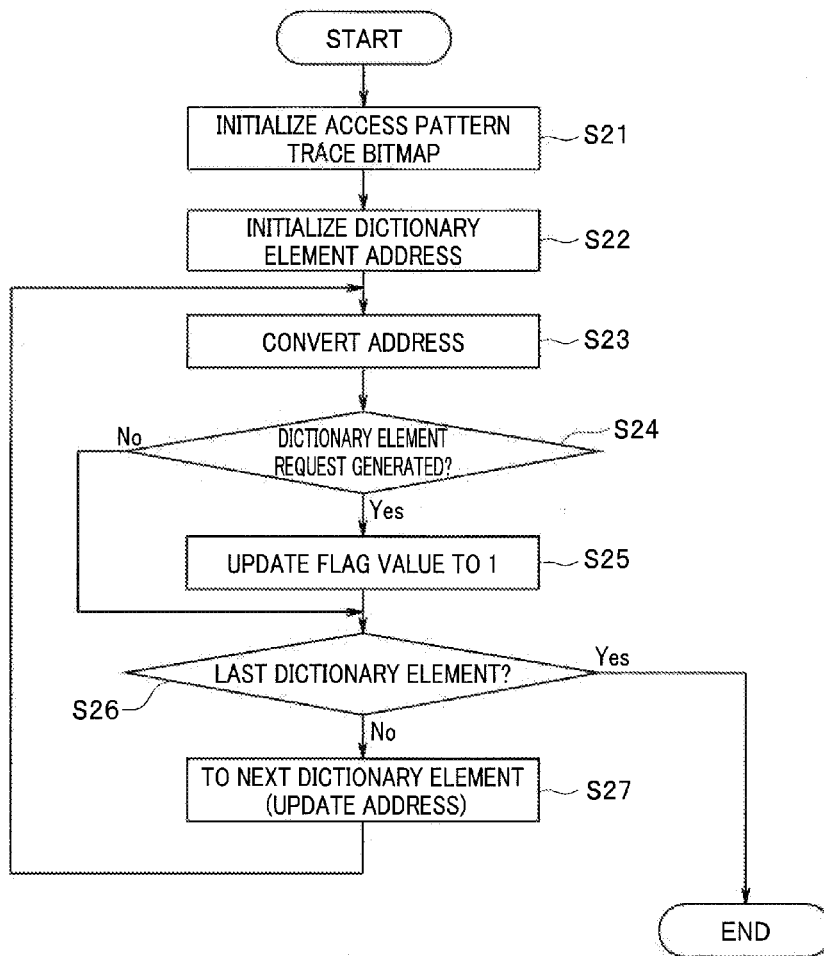 START
INITIALIZE ACCESS PATTERN
TRACE BITMAP
S21
INITIALIZE DICTIONARY
ELEMENT ADDRESS
S22
CONVERT ADDRESS
S23
No
DICTIONARY ELEMENT
REQUEST GENERATED?
S24
Yes
UPDATE FLAG VALUE TO 1
S25
LAST DICTIONARY ELEMENT?
Yes
S26
No
TO NEXT DICTIONARY ELEMENT
(UPDATE ADDRESS)
S27
END